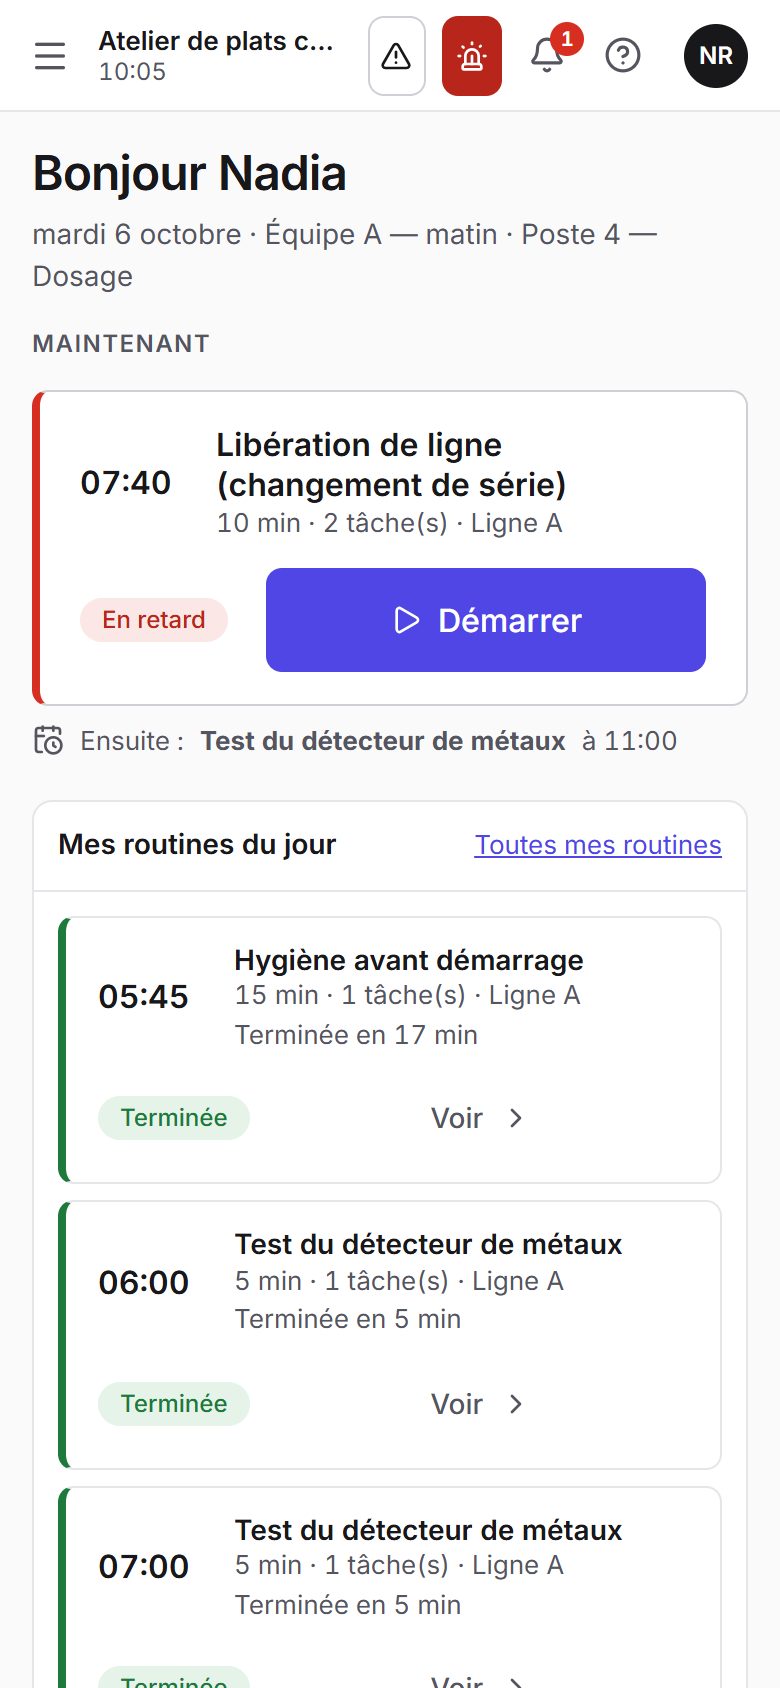 Atelier de plats c...
10:05
1
NR
Bonjour Nadia
mardi 6 octobre · Équipe A — matin · Poste 4 —
Dosage
MAINTENANT
07:40
Libération de ligne
(changement de série)
10 min · 2 tâche(s) · Ligne A
En retard
Démarrer
Ensuite : Test du détecteur de métaux à 11:00
Mes routines du jour
Toutes mes routines
05:45
Hygiène avant démarrage
15 min · 1 tâche(s) · Ligne A
Terminée en 17 min
Terminée
Voir
06:00
Test du détecteur de métaux
5 min · 1 tâche(s) · Ligne A
Terminée en 5 min
Terminée
Voir
07:00
Test du détecteur de métaux
5 min · 1 tâche(s) · Ligne A
Terminée en 5 min
Terminée
Voir